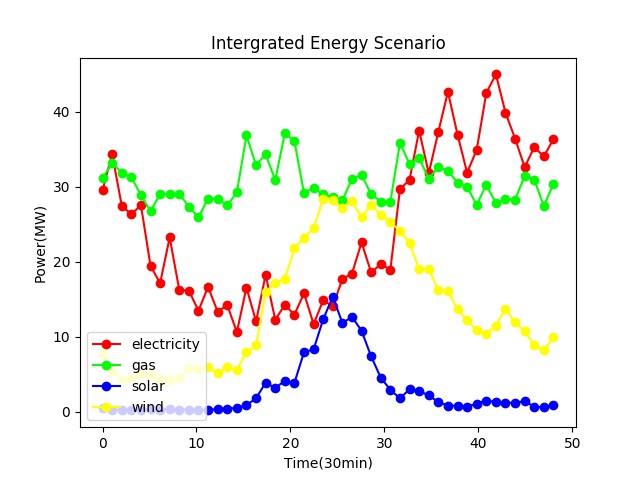 Intergrated Energy Scenario
Power(MW)
40
30
20
10
0
electricity
gas
solar
wind
0 10 20 30 40 50
Time(30min)